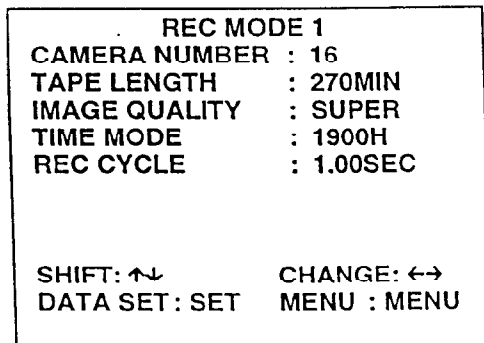 REC MODE 1
CAMERA NUMBER : 16
TAPE LENGTH : 270MIN
IMAGE QUALITY : SUPER
TIME MODE : 1900H
REC CYCLE : 1.00SEC
SHIFT: ↑↓ CHANGE: ←→
DATA SET : SET MENU : MENU